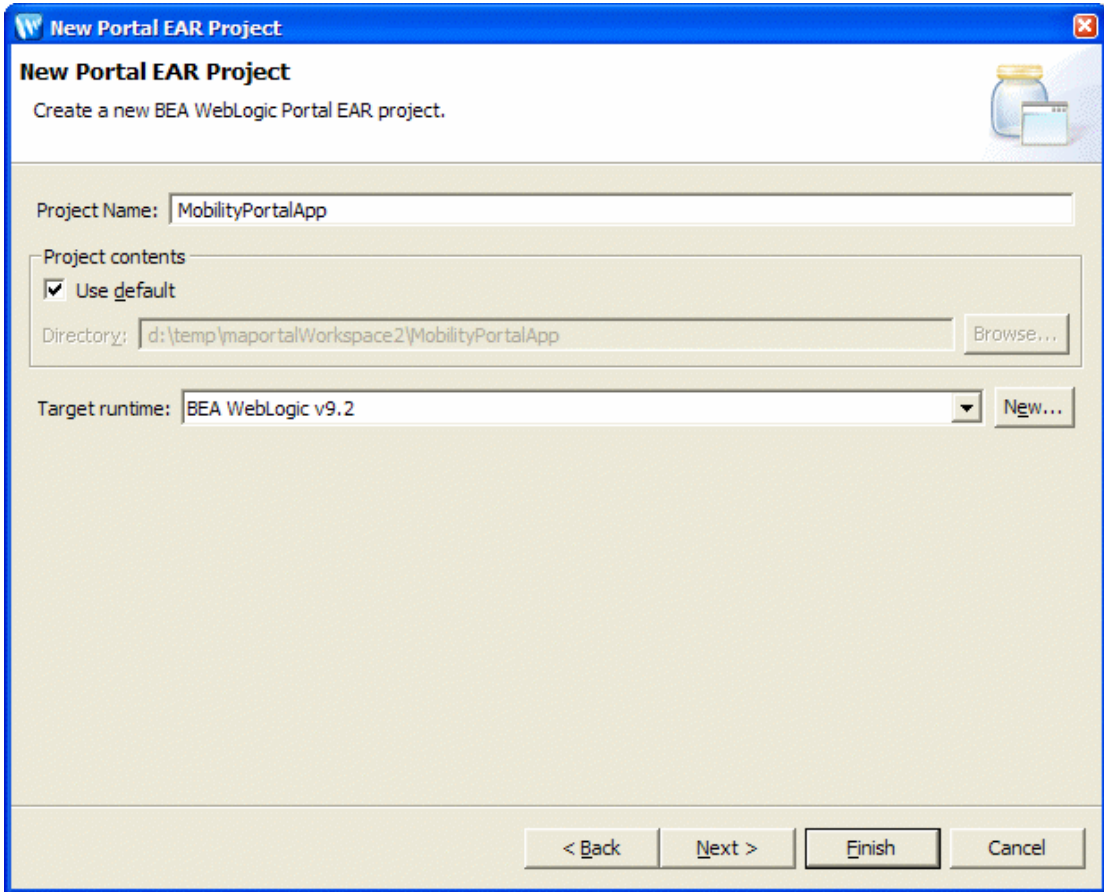 New Portal EAR Project
New Portal EAR Project
Create a new BEA WebLogic Portal EAR project.
Project Name: MobilityPortalApp
Project contents
Use default
Directory: d:\temp\maportalWorkspace2\MobilityPortalApp Browse...
Target runtime: BEA WebLogic v9.2 New...
< Back Next > Finish Cancel